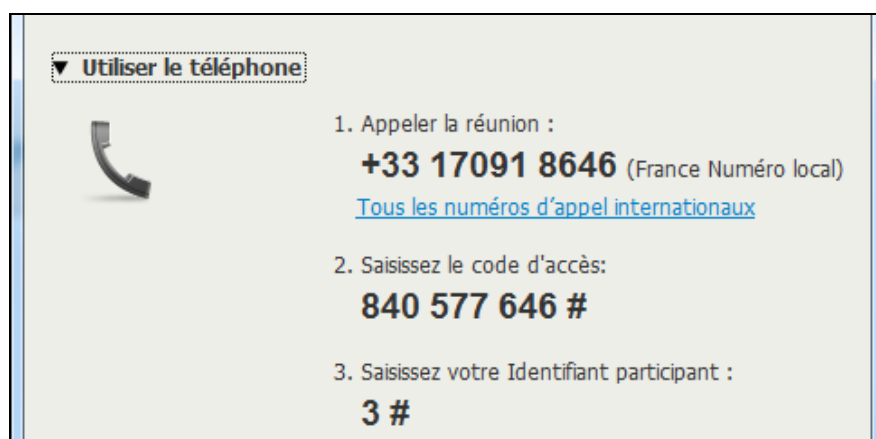 ▼ Utiliser le téléphone
1. Appeler la réunion :
+33 17091 8646 (France Numéro local)
Tous les numéros d’appel internationaux
2. Saisissez le code d'accès:
840 577 646 #
3. Saisissez votre Identifiant participant :
3 #